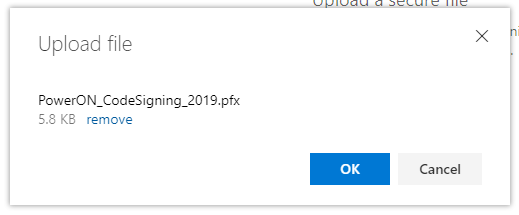 Upload a secure file
Upload file
PowerON_CodeSigning_2019.pfx
5.8 KB remove
OK Cancel